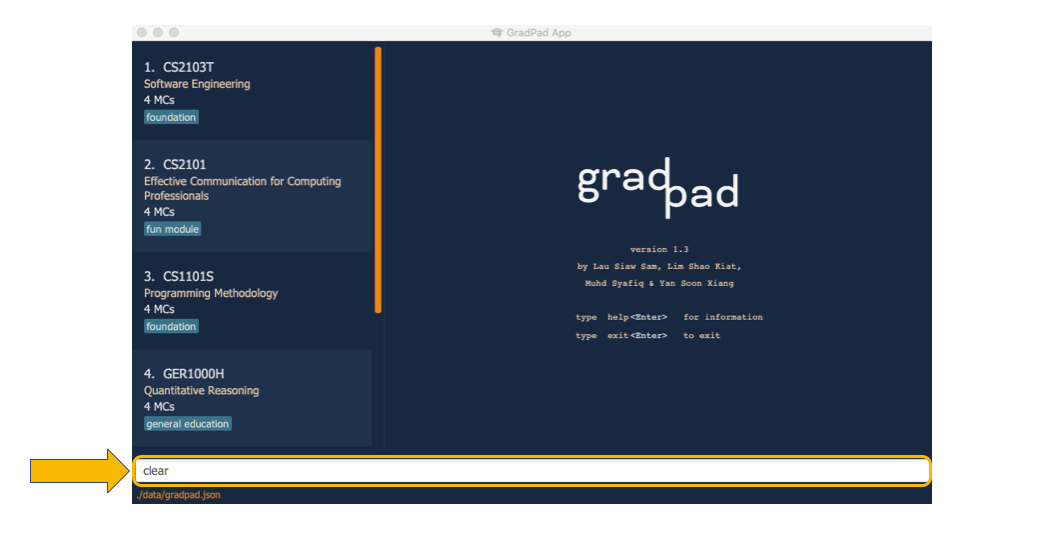 GradPad App
1. CS2103T
Software Engineering
4 MCs
foundation
2. CS2101
Effective Communication for Computing
Professionals
4 MCs
fun module
3. CS1101S
Programming Methodology
4 MCs
foundation
4. GER1000H
Quantitative Reasoning
4 MCs
general education
gradpad
version 1.3
by Lau Siaw Sam, Lim Shao Kiat,
Muhd Syafiq & Yan Soon Xiang
type help<Enter> for information
type exit<Enter> to exit
clear
./data/gradpad.json